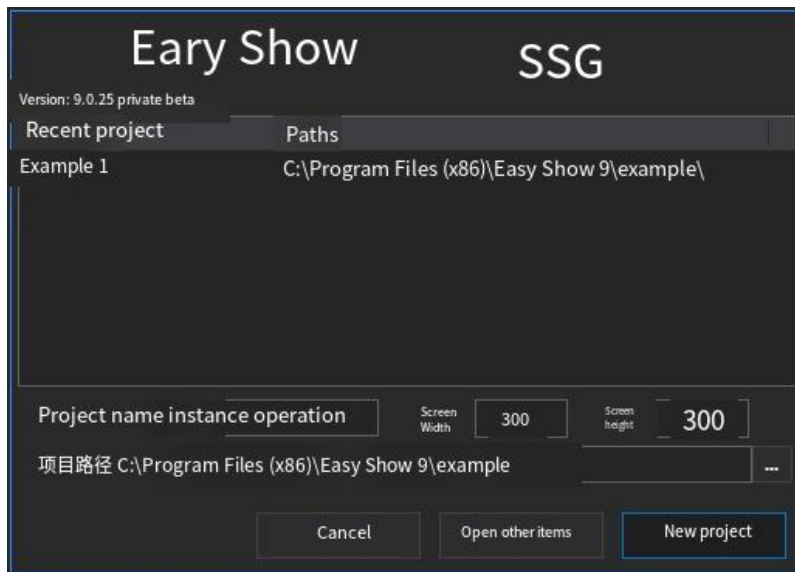 Eary Show SSG
Version: 9.0.25 private beta
Recent project Paths
Example 1 C:\Program Files (x86)\Easy Show 9\example\
Project name instance operation Screen Width 300 Screen height 300
项目路径 C:\Program Files (x86)\Easy Show 9\example ...
Cancel Open other items New project